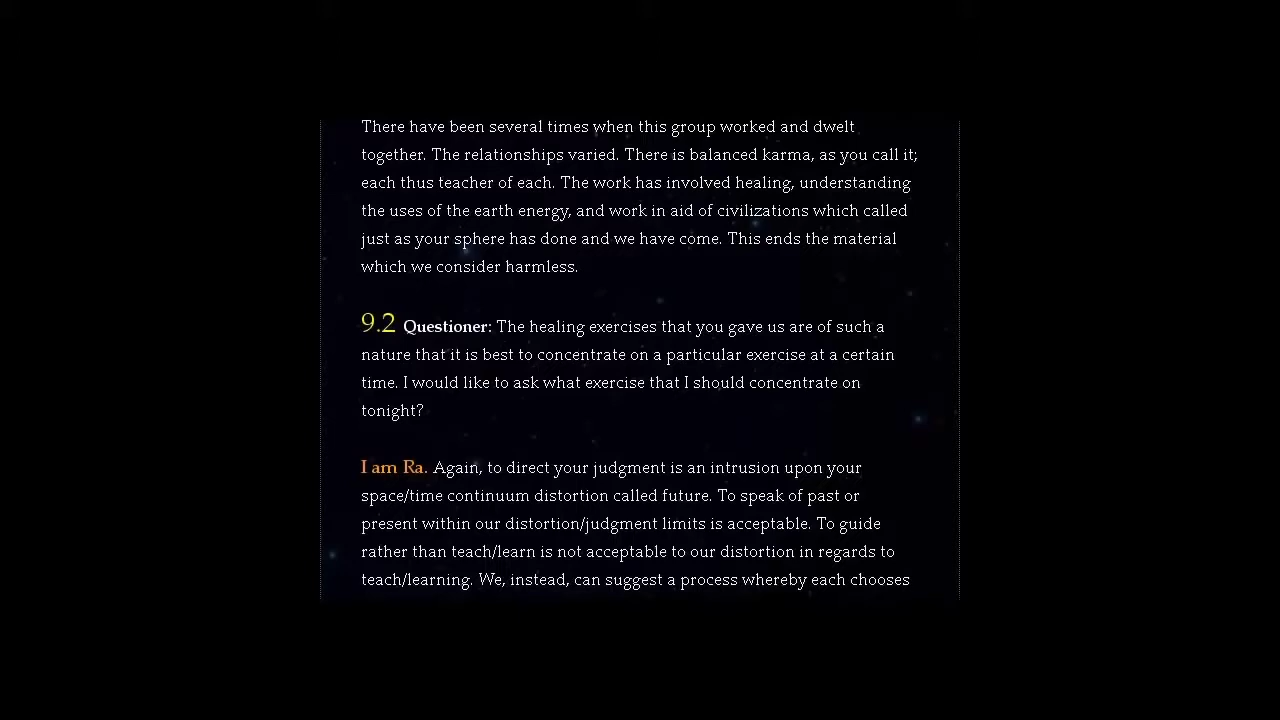 There have been several times when this group worked and dwelt
together. The relationships varied. There is balanced karma, as you call it;
each thus teacher of each. The work has involved healing, understanding
the uses of the earth energy, and work in aid of civilizations which called
just as your sphere has done and we have come. This ends the material
which we consider harmless.
9.2 Questioner: The healing exercises that you gave us are of such a
nature that it is best to concentrate on a particular exercise at a certain
time. I would like to ask what exercise that I should concentrate on
tonight?
I am Ra. Again, to direct your judgment is an intrusion upon your
space/time continuum distortion called future. To speak of past or
present within our distortion/judgment limits is acceptable. To guide
rather than teach/learn is not acceptable to our distortion in regards to
teach/learning. We, instead, can suggest a process whereby each chooses